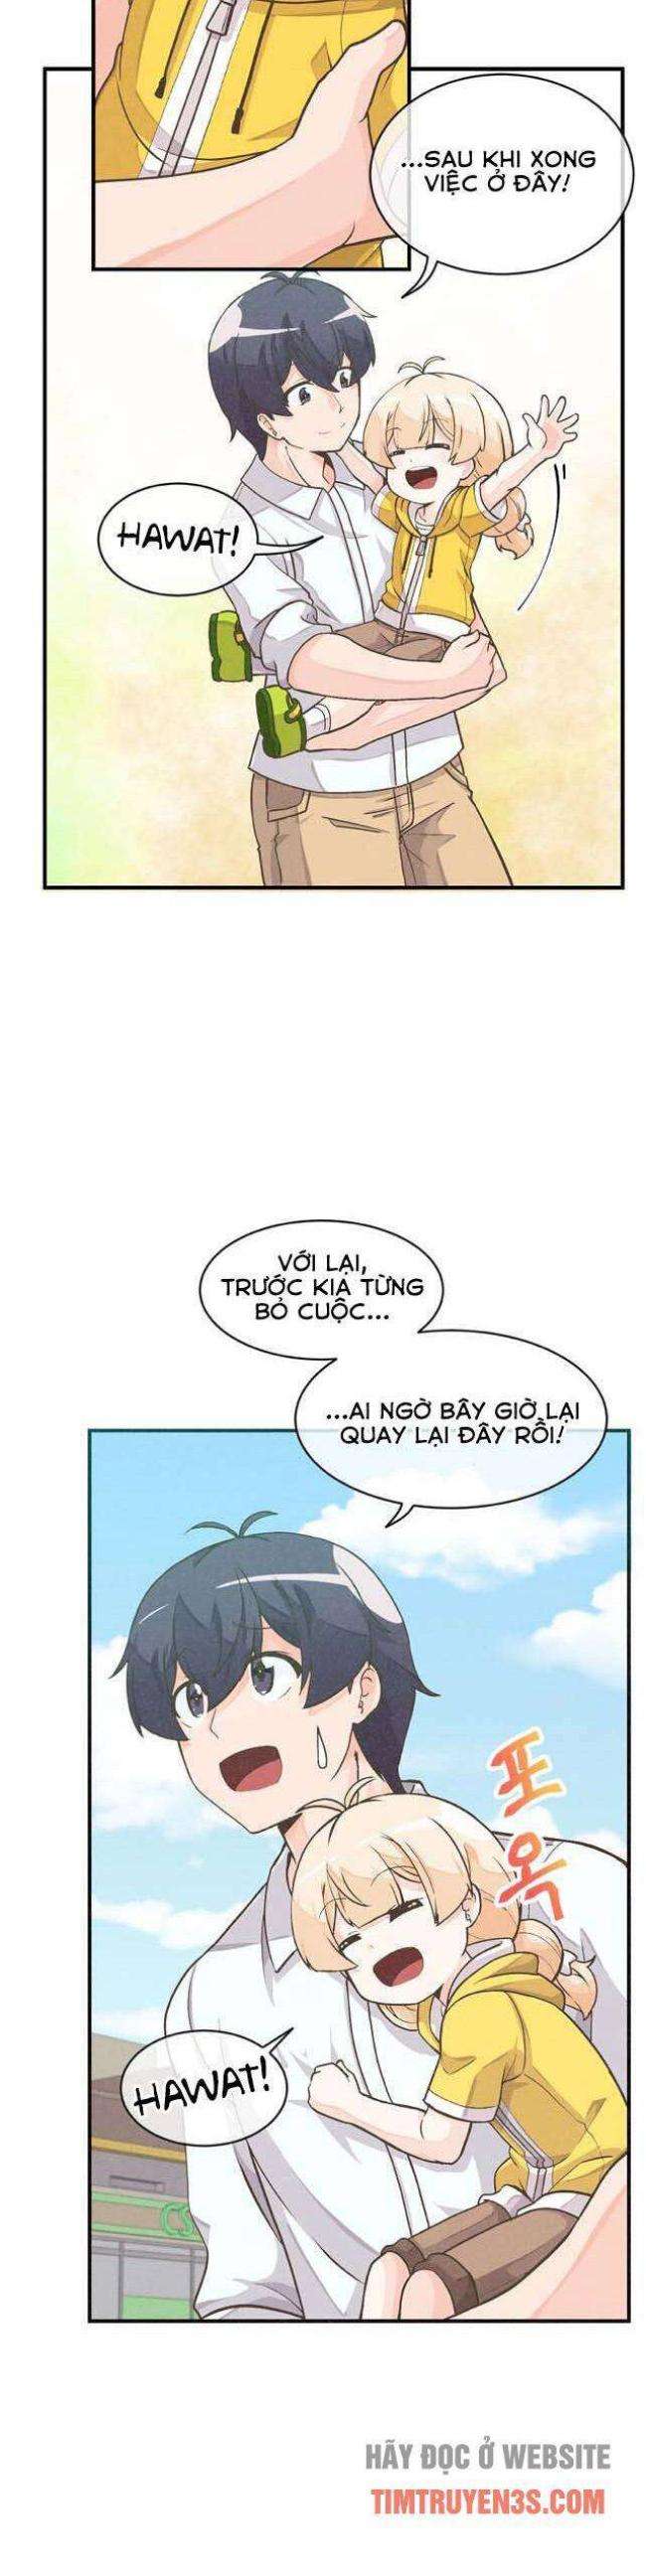 ...SAU KHI XONG
VIỆC Ở ĐÂY!
HAWAT!
VỚI LẠI,
TRƯỚC KIA TỪNG
BỎ CUỘC...
...AI NGỜ BÂY GIỜ LẠI
QUAY LẠI ĐÂY RỒI!
포
옥
HAWAT!
CS
HÃY ĐỌC Ở WEBSITE
TIMTRUYEN3S.COM